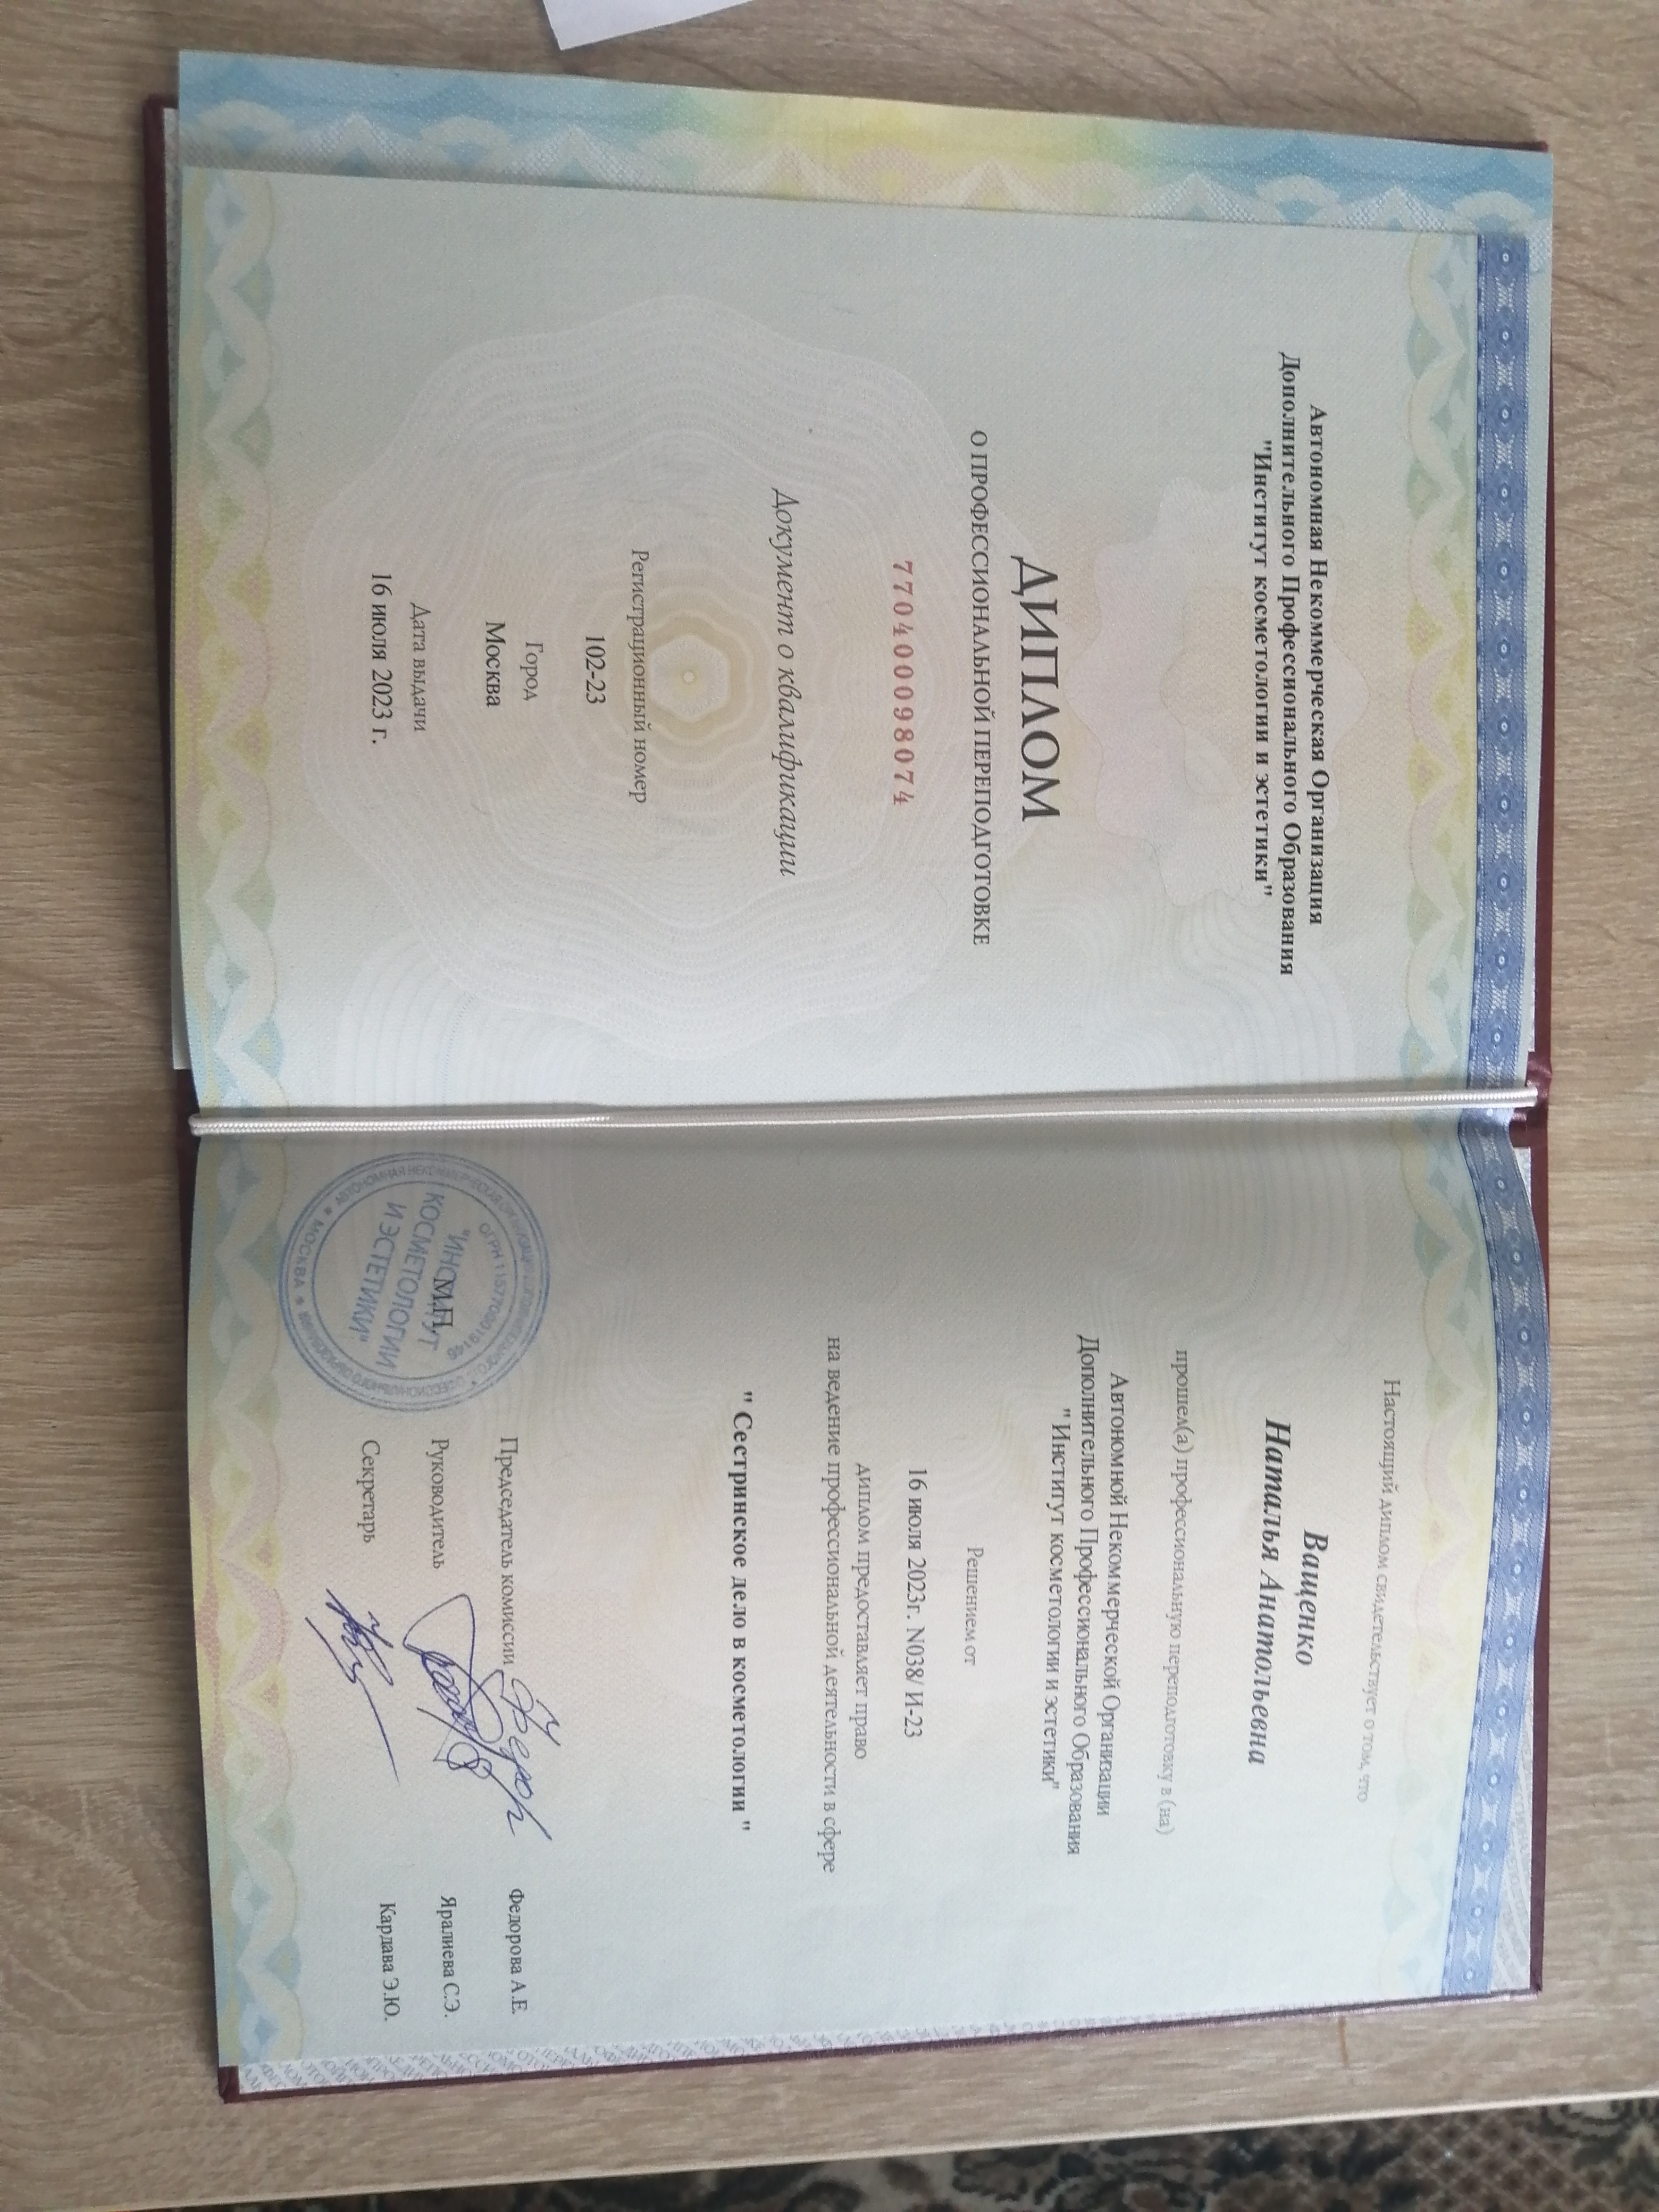 Автономная Некоммерческая Организация
Дополнительного Профессионального Образования
"Институт косметологии и эстетики"
ДИПЛОМ
О ПРОФЕССИОНАЛЬНОЙ ПЕРЕПОДГОТОВКЕ
770400098074
Документ о квалификации
Регистрационный номер
102-23
Город
Москва
Дата выдачи
16 июля 2023 г.
Настоящий диплом свидетельствует о том, что
Ващенко
Наталья Анатольевна
прошел(а) профессиональную переподготовку в (на)
Автономной Некоммерческой Организации
Дополнительного Профессионального Образования
" Институт косметологии и эстетики"
Решением от
16 июля 2023г. N038/ И-23
диплом предоставляет право
на ведение профессиональной деятельности в сфере
" Сестринское дело в косметологии "
Председатель комиссии
Федорова А.Е.
Руководитель
Яралиева С.Э.
Секретарь
Кардава Э.Ю.
М.П.
КОСМЕТОЛОГИИ
И ЭСТЕТИКИ"
МОСКВА